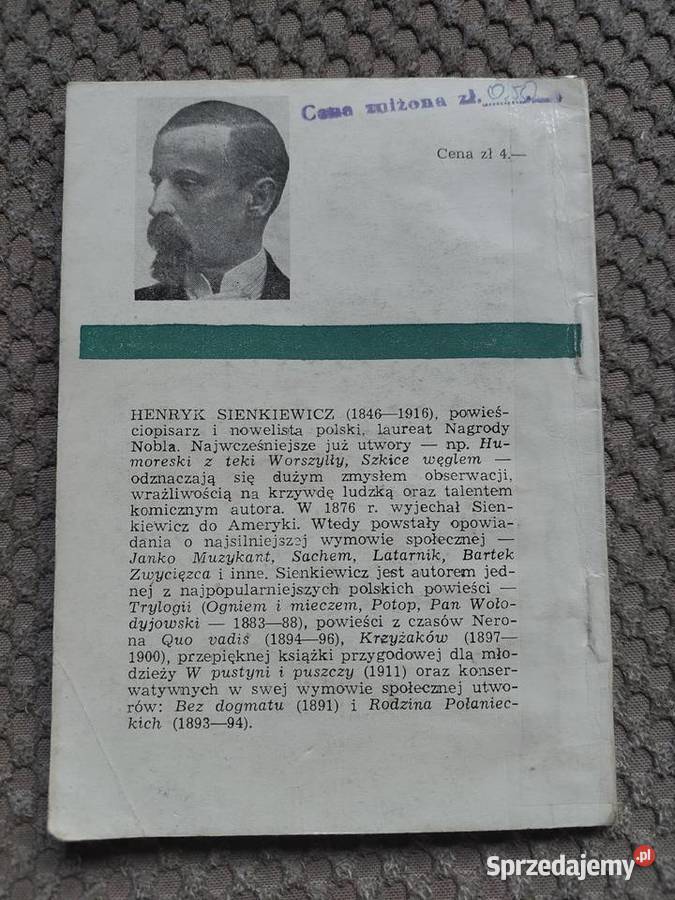 Cena zniżona zł. 0,50
Cena zł 4.—
HENRYK SIENKIEWICZ (1846—1916), powieś-
ciopisarz i nowelista polski, laureat Nagrody
Nobla. Najwcześniejsze już utwory — np. Hu-
moreski z teki Worszyłły, Szkice węglem —
odznaczają się dużym zmysłem obserwacji,
wrażliwością na krzywdę ludzką oraz talentem
komicznym autora. W 1876 r. wyjechał Sien-
kiewicz do Ameryki. Wtedy powstały opowia-
dania o najsilniejszej wymowie społecznej —
Janko Muzykant, Sachem, Latarnik, Bartek
Zwycięzca i inne. Sienkiewicz jest autorem jed-
nej z najpopularniejszych polskich powieści —
Trylogii (Ogniem i mieczem, Potop, Pan Woło-
dyjowski — 1883—88), powieści z czasów Nero-
na Quo vadis (1894—96), Krzyżaków (1897—
1900), przepięknej książki przygodowej dla mło-
dzieży W pustyni i puszczy (1911) oraz konser-
watywnych w swej wymowie społecznej utwo-
rów: Bez dogmatu (1891) i Rodzina Połaniec-
kich (1893—94).
Sprzedajemy.pl